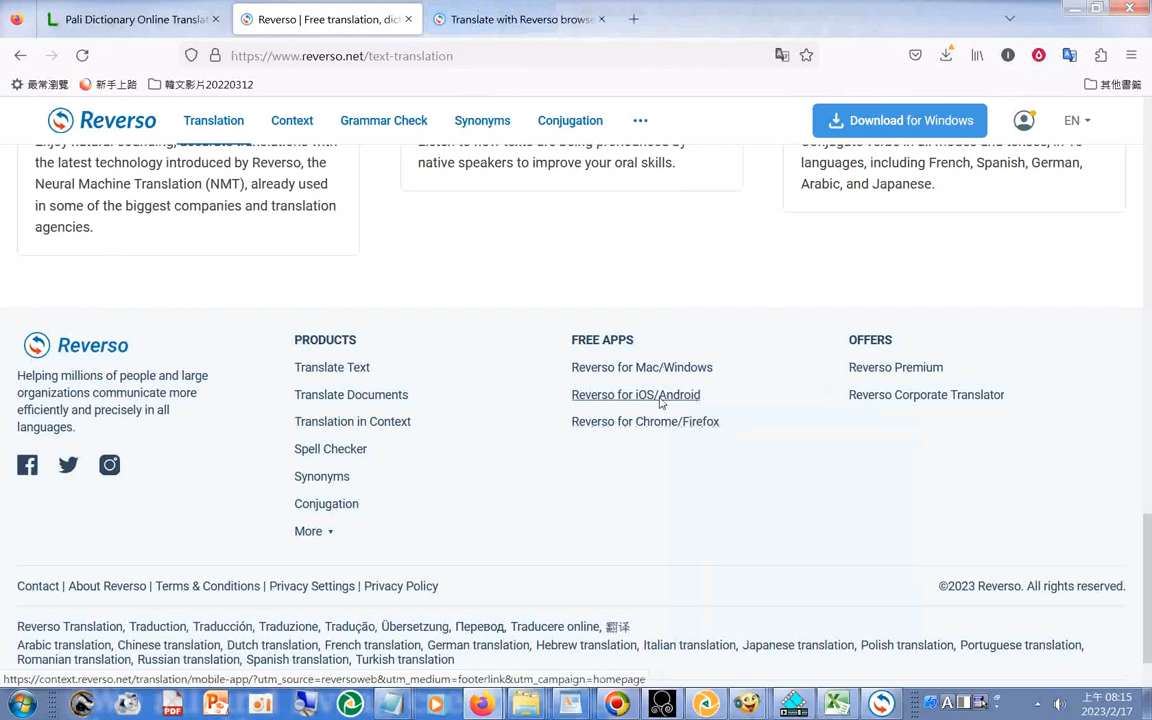 Pali Dictionary Online Translat
Reverso | Free translation, dict
Translate with Reverso browse
https://www.reverso.net/text-translation
最常瀏覽
新手上路
韓文影片20220312
其他書籤
Reverso
Translation
Context
Grammar Check
Synonyms
Conjugation
Download for Windows
EN
the latest technology introduced by Reverso, the
Neural Machine Translation (NMT), already used
in some of the biggest companies and translation
agencies.
native speakers to improve your oral skills.
languages, including French, Spanish, German,
Arabic, and Japanese.
Reverso
Helping millions of people and large
organizations communicate more
efficiently and precisely in all
languages.
PRODUCTS
Translate Text
Translate Documents
Translation in Context
Spell Checker
Synonyms
Conjugation
More
FREE APPS
Reverso for Mac/Windows
Reverso for iOS/Android
Reverso for Chrome/Firefox
OFFERS
Reverso Premium
Reverso Corporate Translator
Contact | About Reverso | Terms & Conditions | Privacy Settings | Privacy Policy
©2023 Reverso. All rights reserved.
Reverso Translation, Traduction, Traducción, Traduzione, Tradução, Übersetzung, Перевод, Traducere online, 翻译
Arabic translation, Chinese translation, Dutch translation, French translation, German translation, Hebrew translation, Italian translation, Japanese translation, Polish translation, Portuguese translation,
Romanian translation, Russian translation, Spanish translation, Turkish translation
https://context.reverso.net/translation/mobile-app/?utm_source=reversoweb&utm_medium=footerlink&utm_campaign=homepage
上午 08:15
2023/2/17